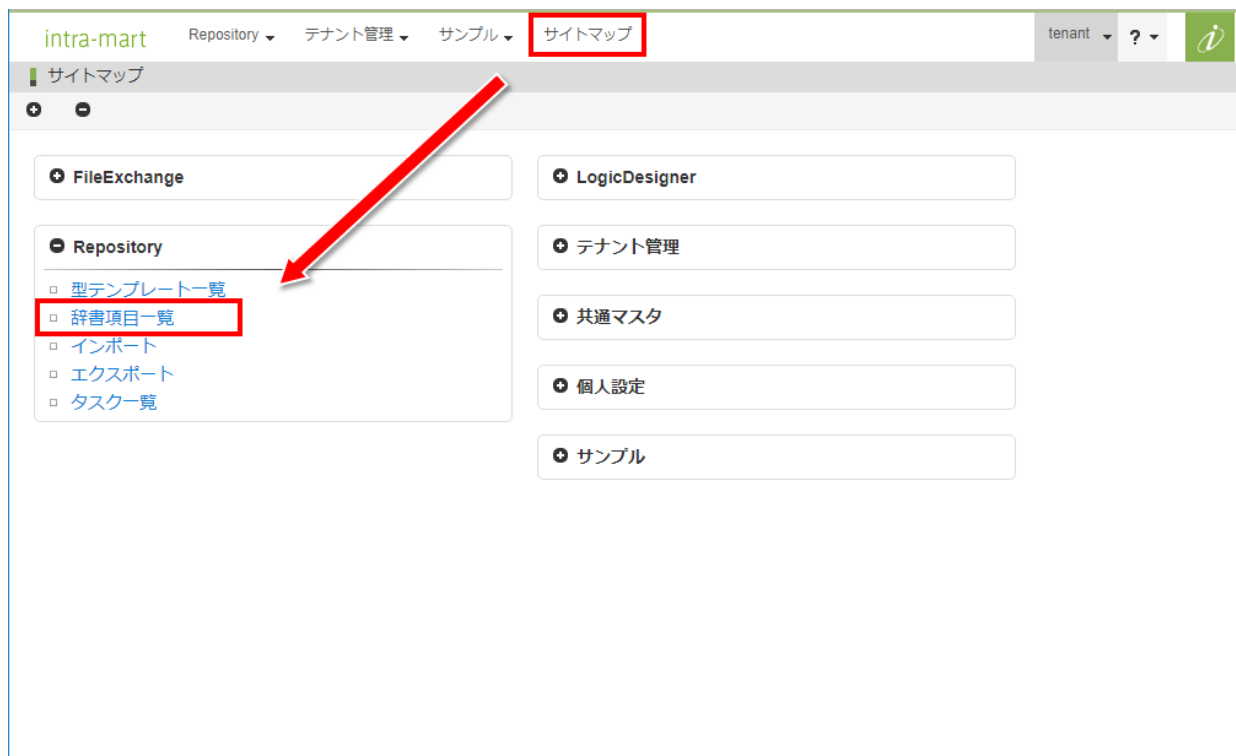 intra-mart Repository テナント管理 サンプル サイトマップ tenant ?
サイトマップ
FileExchange
Repository
型テンプレート一覧
辞書項目一覧
インポート
エクスポート
タスク一覧
LogicDesigner
テナント管理
共通マスタ
個人設定
サンプル